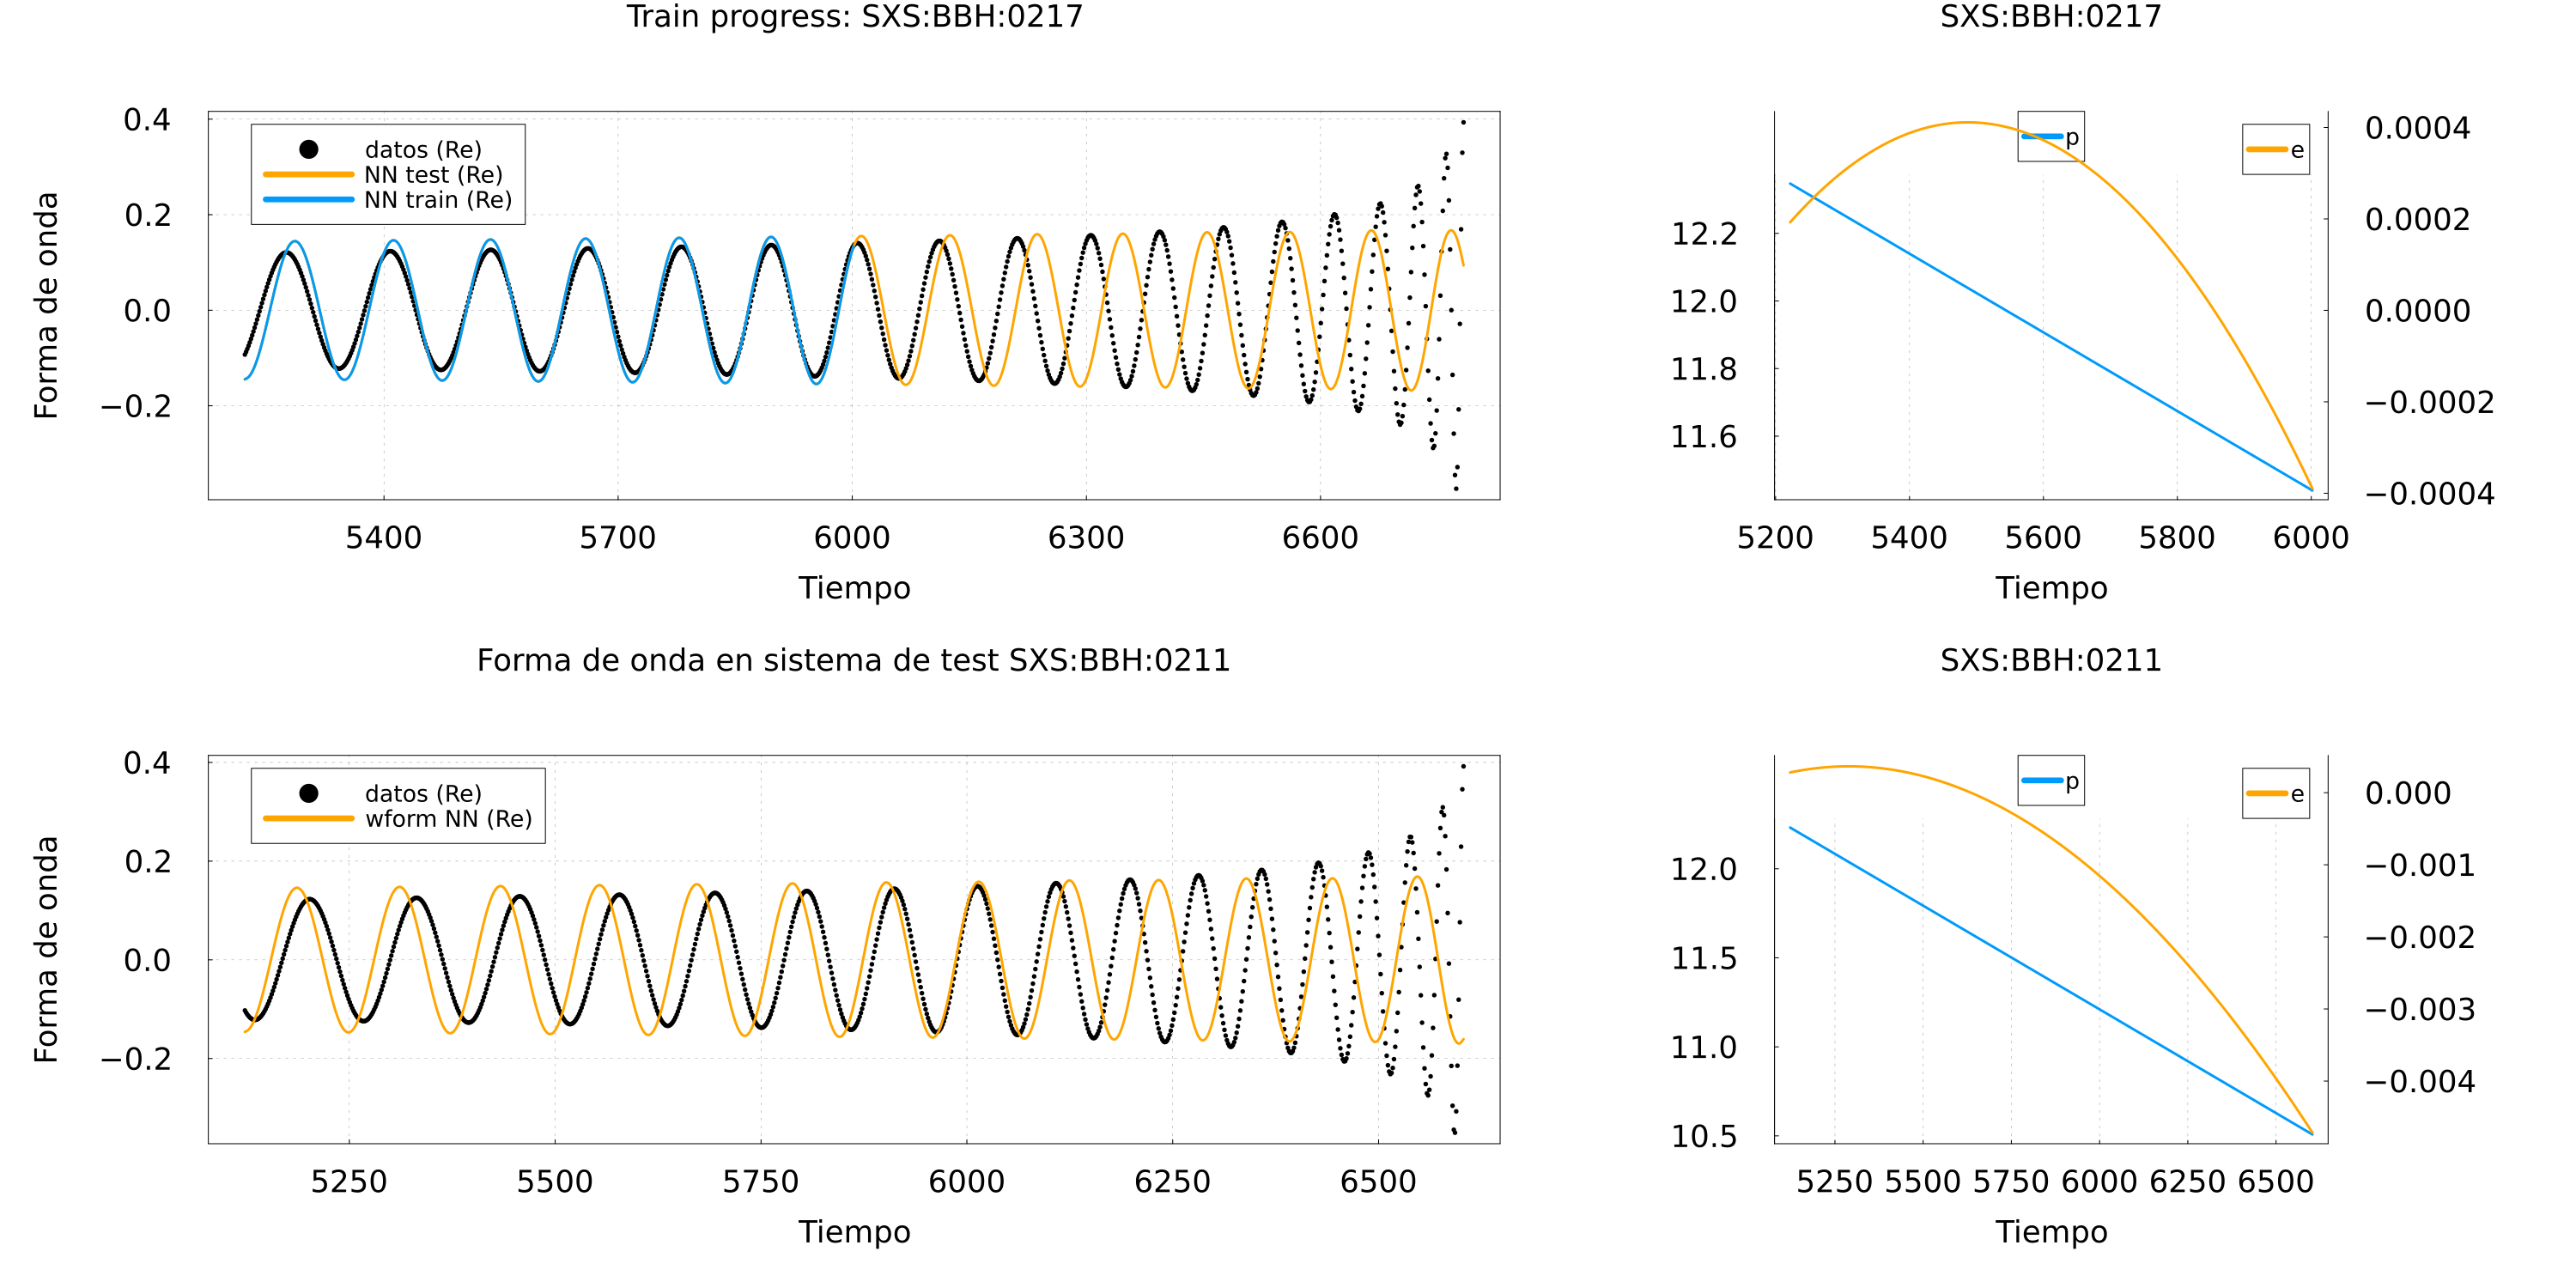 Train progress: SXS:BBH:0217
0.4
0.2
0.0
−0.2
Forma de onda
datos (Re)
NN test (Re)
NN train (Re)
5400 5700 6000 6300 6600
Tiempo
SXS:BBH:0217
12.2
12.0
11.8
11.6
p
e
0.0004
0.0002
0.0000
−0.0002
−0.0004
5200 5400 5600 5800 6000
Tiempo
Forma de onda en sistema de test SXS:BBH:0211
0.4
0.2
0.0
−0.2
Forma de onda
datos (Re)
wform NN (Re)
5250 5500 5750 6000 6250 6500
Tiempo
SXS:BBH:0211
12.0
11.5
11.0
10.5
p
e
0.000
−0.001
−0.002
−0.003
−0.004
5250 5500 5750 6000 6250 6500
Tiempo